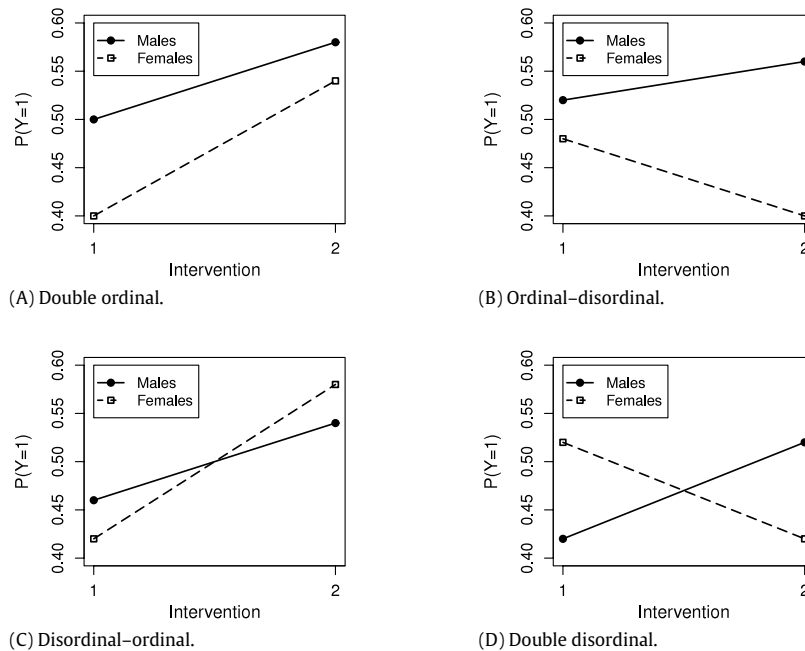 0.60
0.55
0.50
0.45
0.40
P(Y=1)
Males
Females
1
2
Intervention
(A) Double ordinal.
0.60
0.55
0.50
0.45
0.40
P(Y=1)
Males
Females
1
2
Intervention
(B) Ordinal–disordinal.
0.60
0.55
0.50
0.45
0.40
P(Y=1)
Males
Females
1
2
Intervention
(C) Disordinal–ordinal.
0.60
0.55
0.50
0.45
0.40
P(Y=1)
Males
Females
1
2
Intervention
(D) Double disordinal.